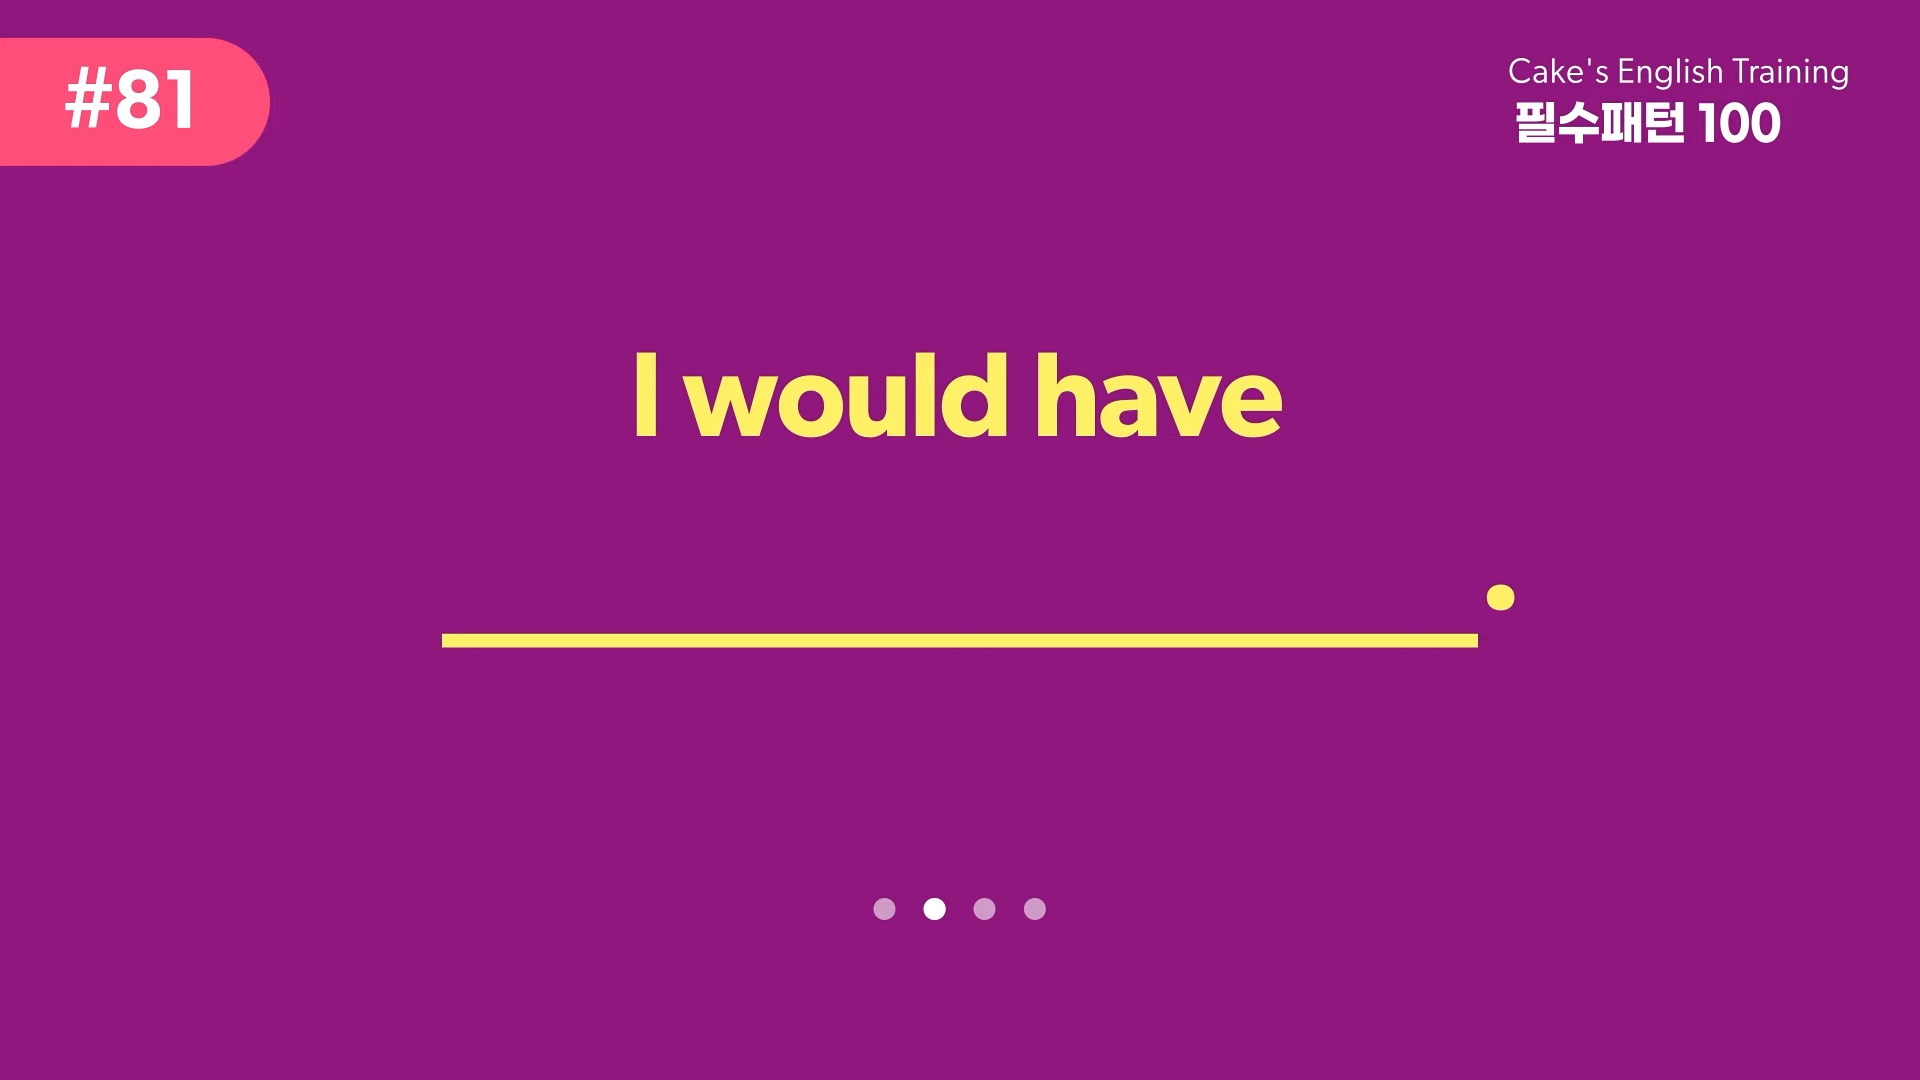 #81
Cake's English Training
필수패턴 100
I would have
.